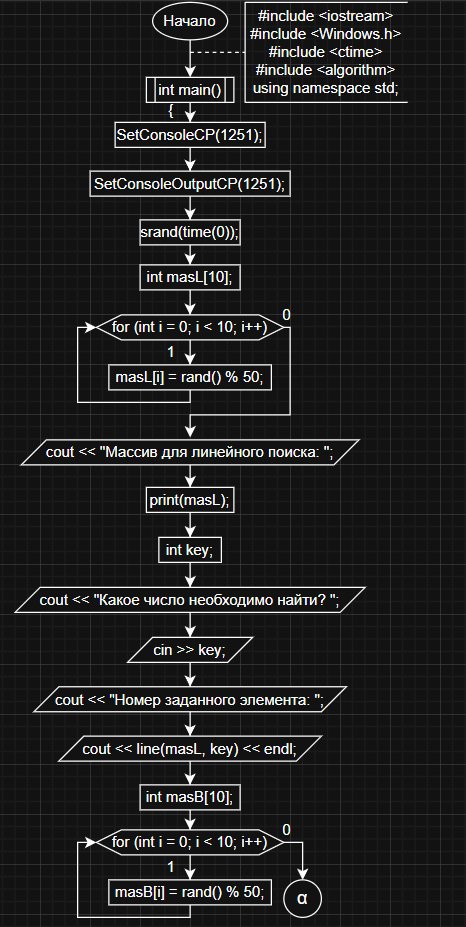 Начало
#include <iostream>
#include <Windows.h>
#include <ctime>
#include <algorithm>
using namespace std;
int main()
{
SetConsoleCP(1251);
SetConsoleOutputCP(1251);
srand(time(0));
int masL[10];
for (int i = 0; i < 10; i++)
0
1
masL[i] = rand() % 50;
cout << "Массив для линейного поиска: ";
print(masL);
int key;
cout << "Какое число необходимо найти? ";
cin >> key;
cout << "Номер заданного элемента: ";
cout << line(masL, key) << endl;
int masB[10];
for (int i = 0; i < 10; i++)
0
1
masB[i] = rand() % 50;
α